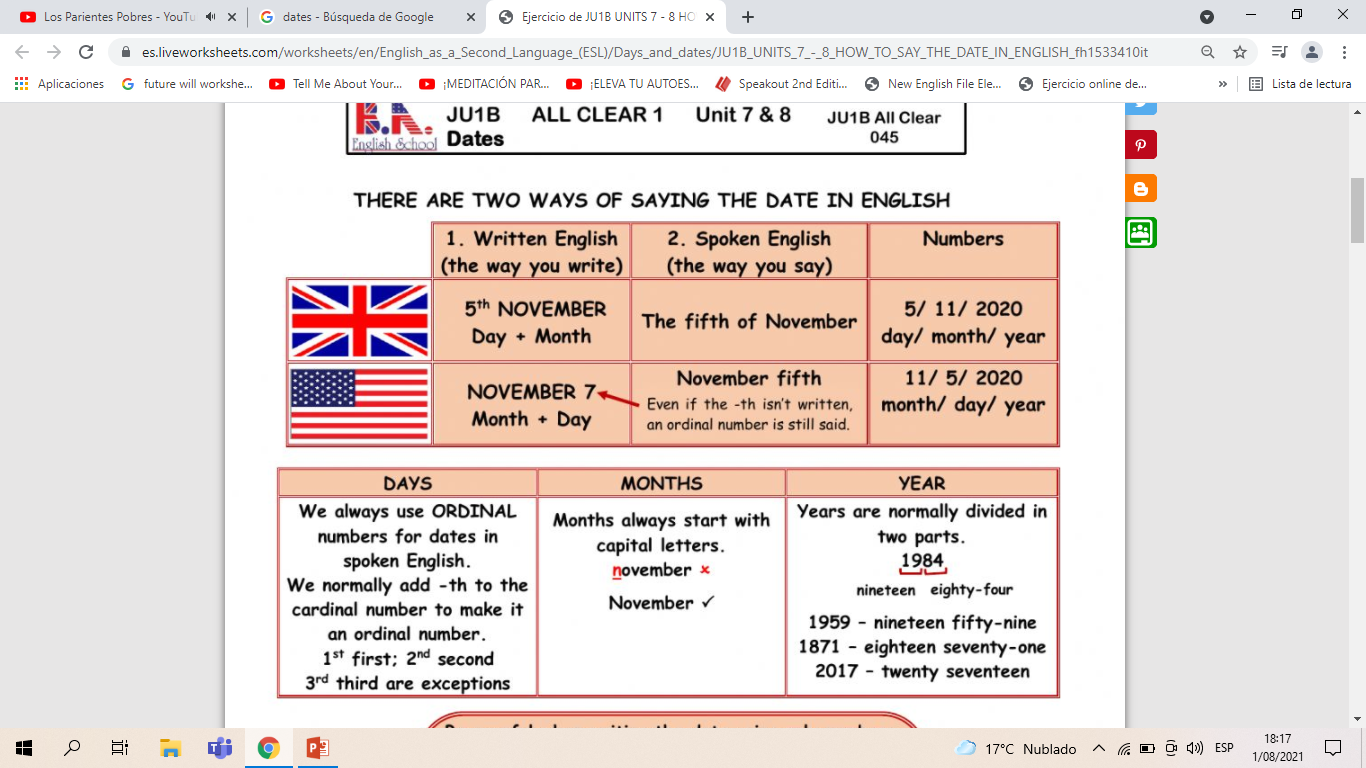 Los Parientes Pobres - YouTu
dates - Búsqueda de Google
Ejercicio de JU1B UNITS 7 - 8 HO
es.liveworksheets.com/worksheets/en/English_as_a_Second_Language_(ESL)/Days_and_dates/JU1B_UNITS_7_-_8_HOW_TO_SAY_THE_DATE_IN_ENGLISH_fh1533410it
Aplicaciones
future will workshe...
Tell Me About Your...
¡MEDITACIÓN PAR...
¡ELEVA TU AUTOES...
Speakout 2nd Editi...
New English File Ele...
Ejercicio online de...
»
Lista de lectura
E.A.
English School
JU1B
Dates
ALL CLEAR 1
Unit 7 & 8
JU1B All Clear
045
THERE ARE TWO WAYS OF SAYING THE DATE IN ENGLISH
1. Written English
(the way you write)
2. Spoken English
(the way you say)
Numbers
5th NOVEMBER
Day + Month
The fifth of November
5/ 11/ 2020
day/ month/ year
NOVEMBER 7
Month + Day
November fifth
Even if the -th isn't written,
an ordinal number is still said.
11/ 5/ 2020
month/ day/ year
DAYS
We always use ORDINAL
numbers for dates in
spoken English.
We normally add -th to the
cardinal number to make it
an ordinal number.
1st first; 2nd second
3rd third are exceptions
MONTHS
Months always start with
capital letters.
november ×
November ✓
YEAR
Years are normally divided in
two parts.
1984
nineteen eighty-four
1959 - nineteen fifty-nine
1871 - eighteen seventy-one
2017 - twenty seventeen
17°C Nublado
ESP
18:17
1/08/2021